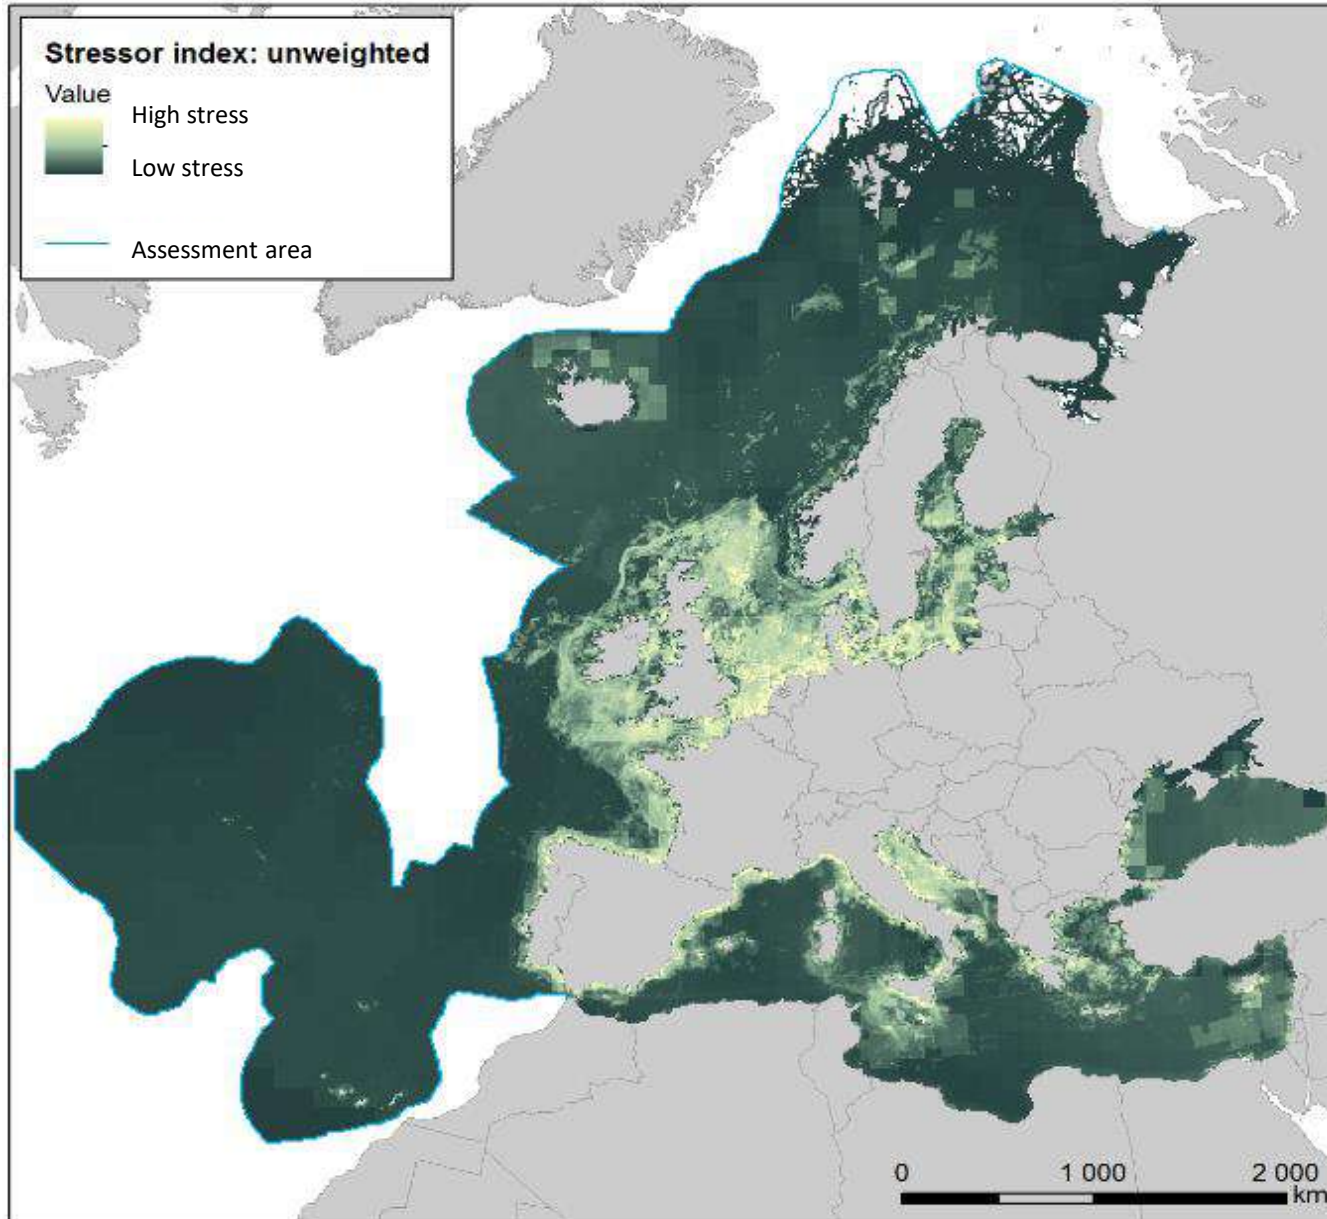 Stressor index: unweighted
Value
High stress
Low stress
Assessment area
0 1 000 2 000
km